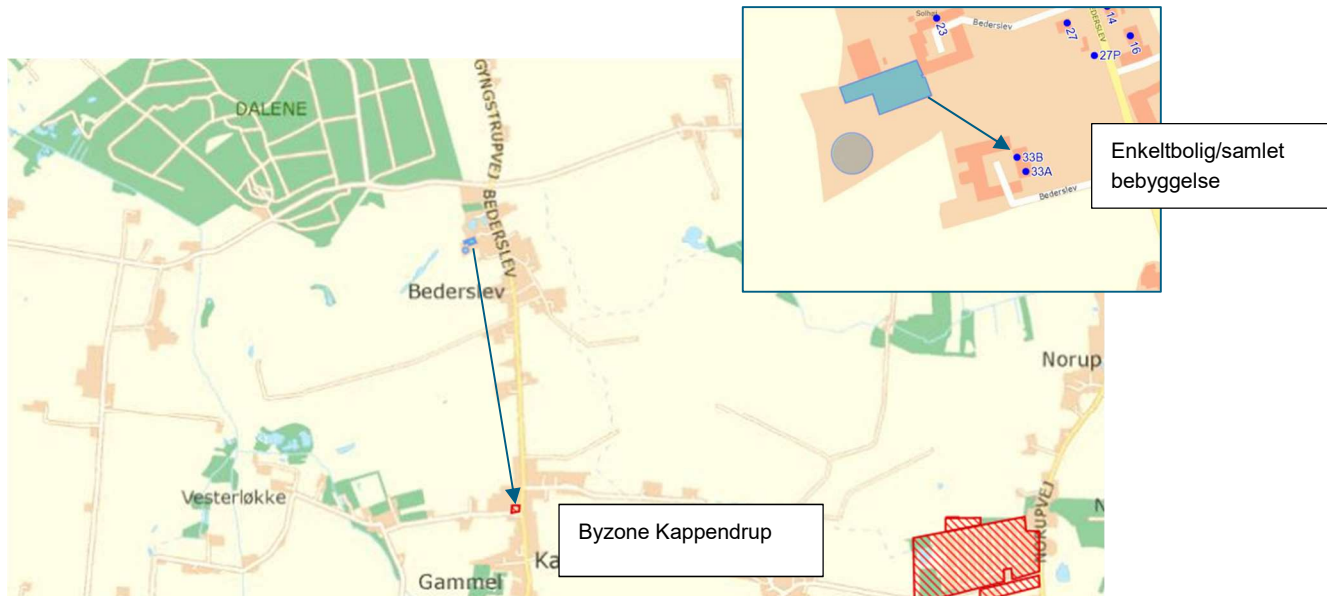 DALENE
GYNGSTRUPVEJ
BEDERSLEV
Bederslev
Vesterløkke
Gammel
Ka
Byzone Kappendrup
Norup
NORUPVEJ
N
Solhøj
23
Bederslev
27
27P
14
16
BEDERSLEV
33B
33A
Bederslev
Enkeltbolig/samlet
bebyggelse